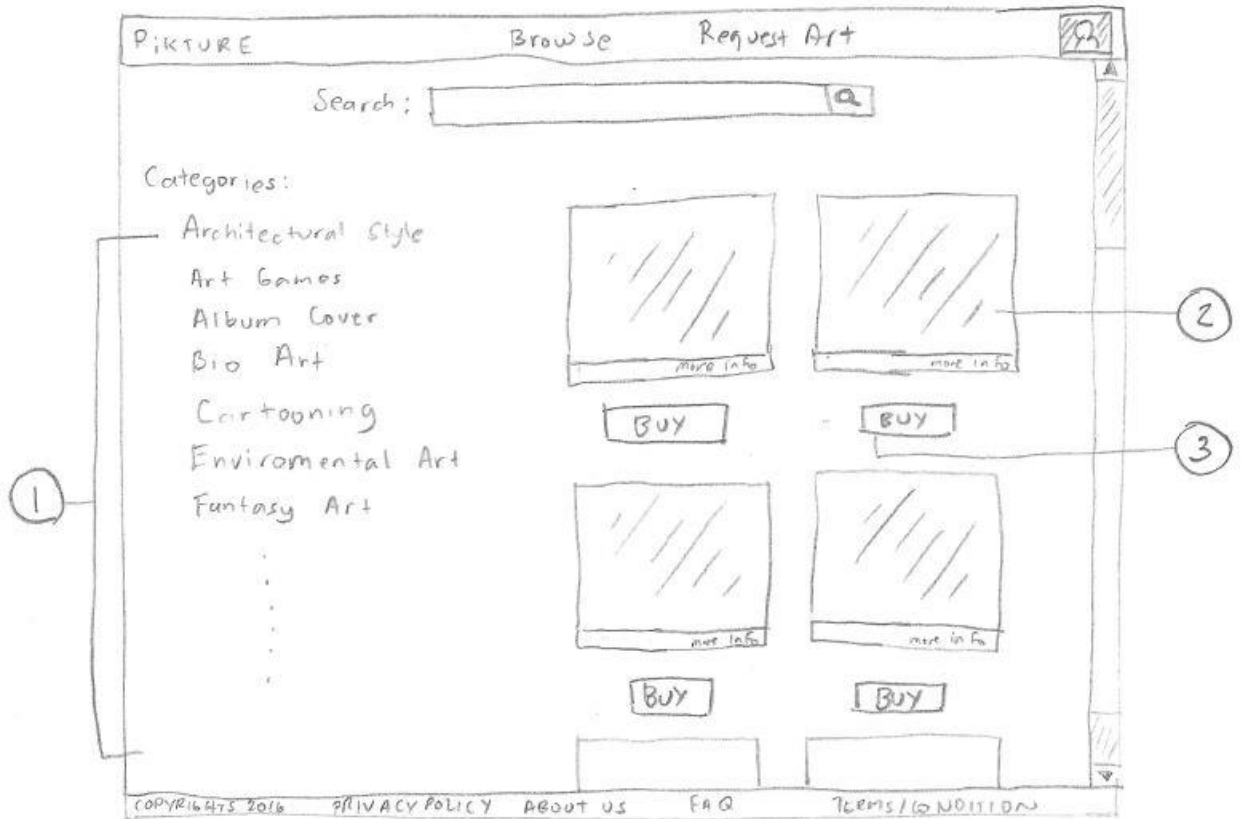 PiKTURE Browse Request Art
Search:
Categories:
Architectural Style
Art Games
Album Cover
Bio Art
Cartooning
Enviromental Art
Fantasy Art
more info more info
BUY BUY
more info more info
BUY BUY
1
2
3
COPYRIGHTS 2016 PRIVACY POLICY ABOUT US FAQ TERMS/CONDITION